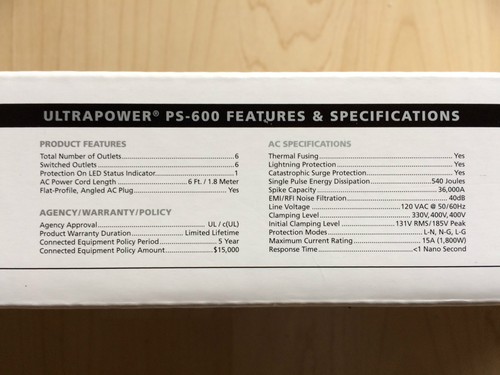 ULTRAPOWER® PS-600 FEATURES & SPECIFICATIONS
PRODUCT FEATURES
Total Number of Outlets....................................................6
Switched Outlets..............................................................6
Protection On LED Status Indicator................................1
AC Power Cord Length ..............................6 Ft. / 1.8 Meter
Flat-Profile, Angled AC Plug.........................................Yes
AGENCY/WARRANTY/POLICY
Agency Approval................................................ UL / c(UL)
Product Warranty Duration...................... Limited Lifetime
Connected Equipment Policy Period......................... 5 Year
Connected Equipment Policy Amount...................$15,000
AC SPECIFICATIONS
Thermal Fusing.............................................................. Yes
Lightning Protection...................................................... Yes
Catastrophic Surge Protection....................................... Yes
Single Pulse Energy Dissipation........................540 Joules
Spike Capacity..........................................................36,000A
EMI/RFI Noise Filtration...............................................40dB
Line Voltage ..................................... 120 VAC @ 50/60Hz
Clamping Level........................................330V, 400V, 400V
Initial Clamping Level ....................131V RMS/185V Peak
Protection Modes.........................................L-N, N-G, L-G
Maximum Current Rating............................15A (1,800W)
Response Time.........................................<1 Nano Second